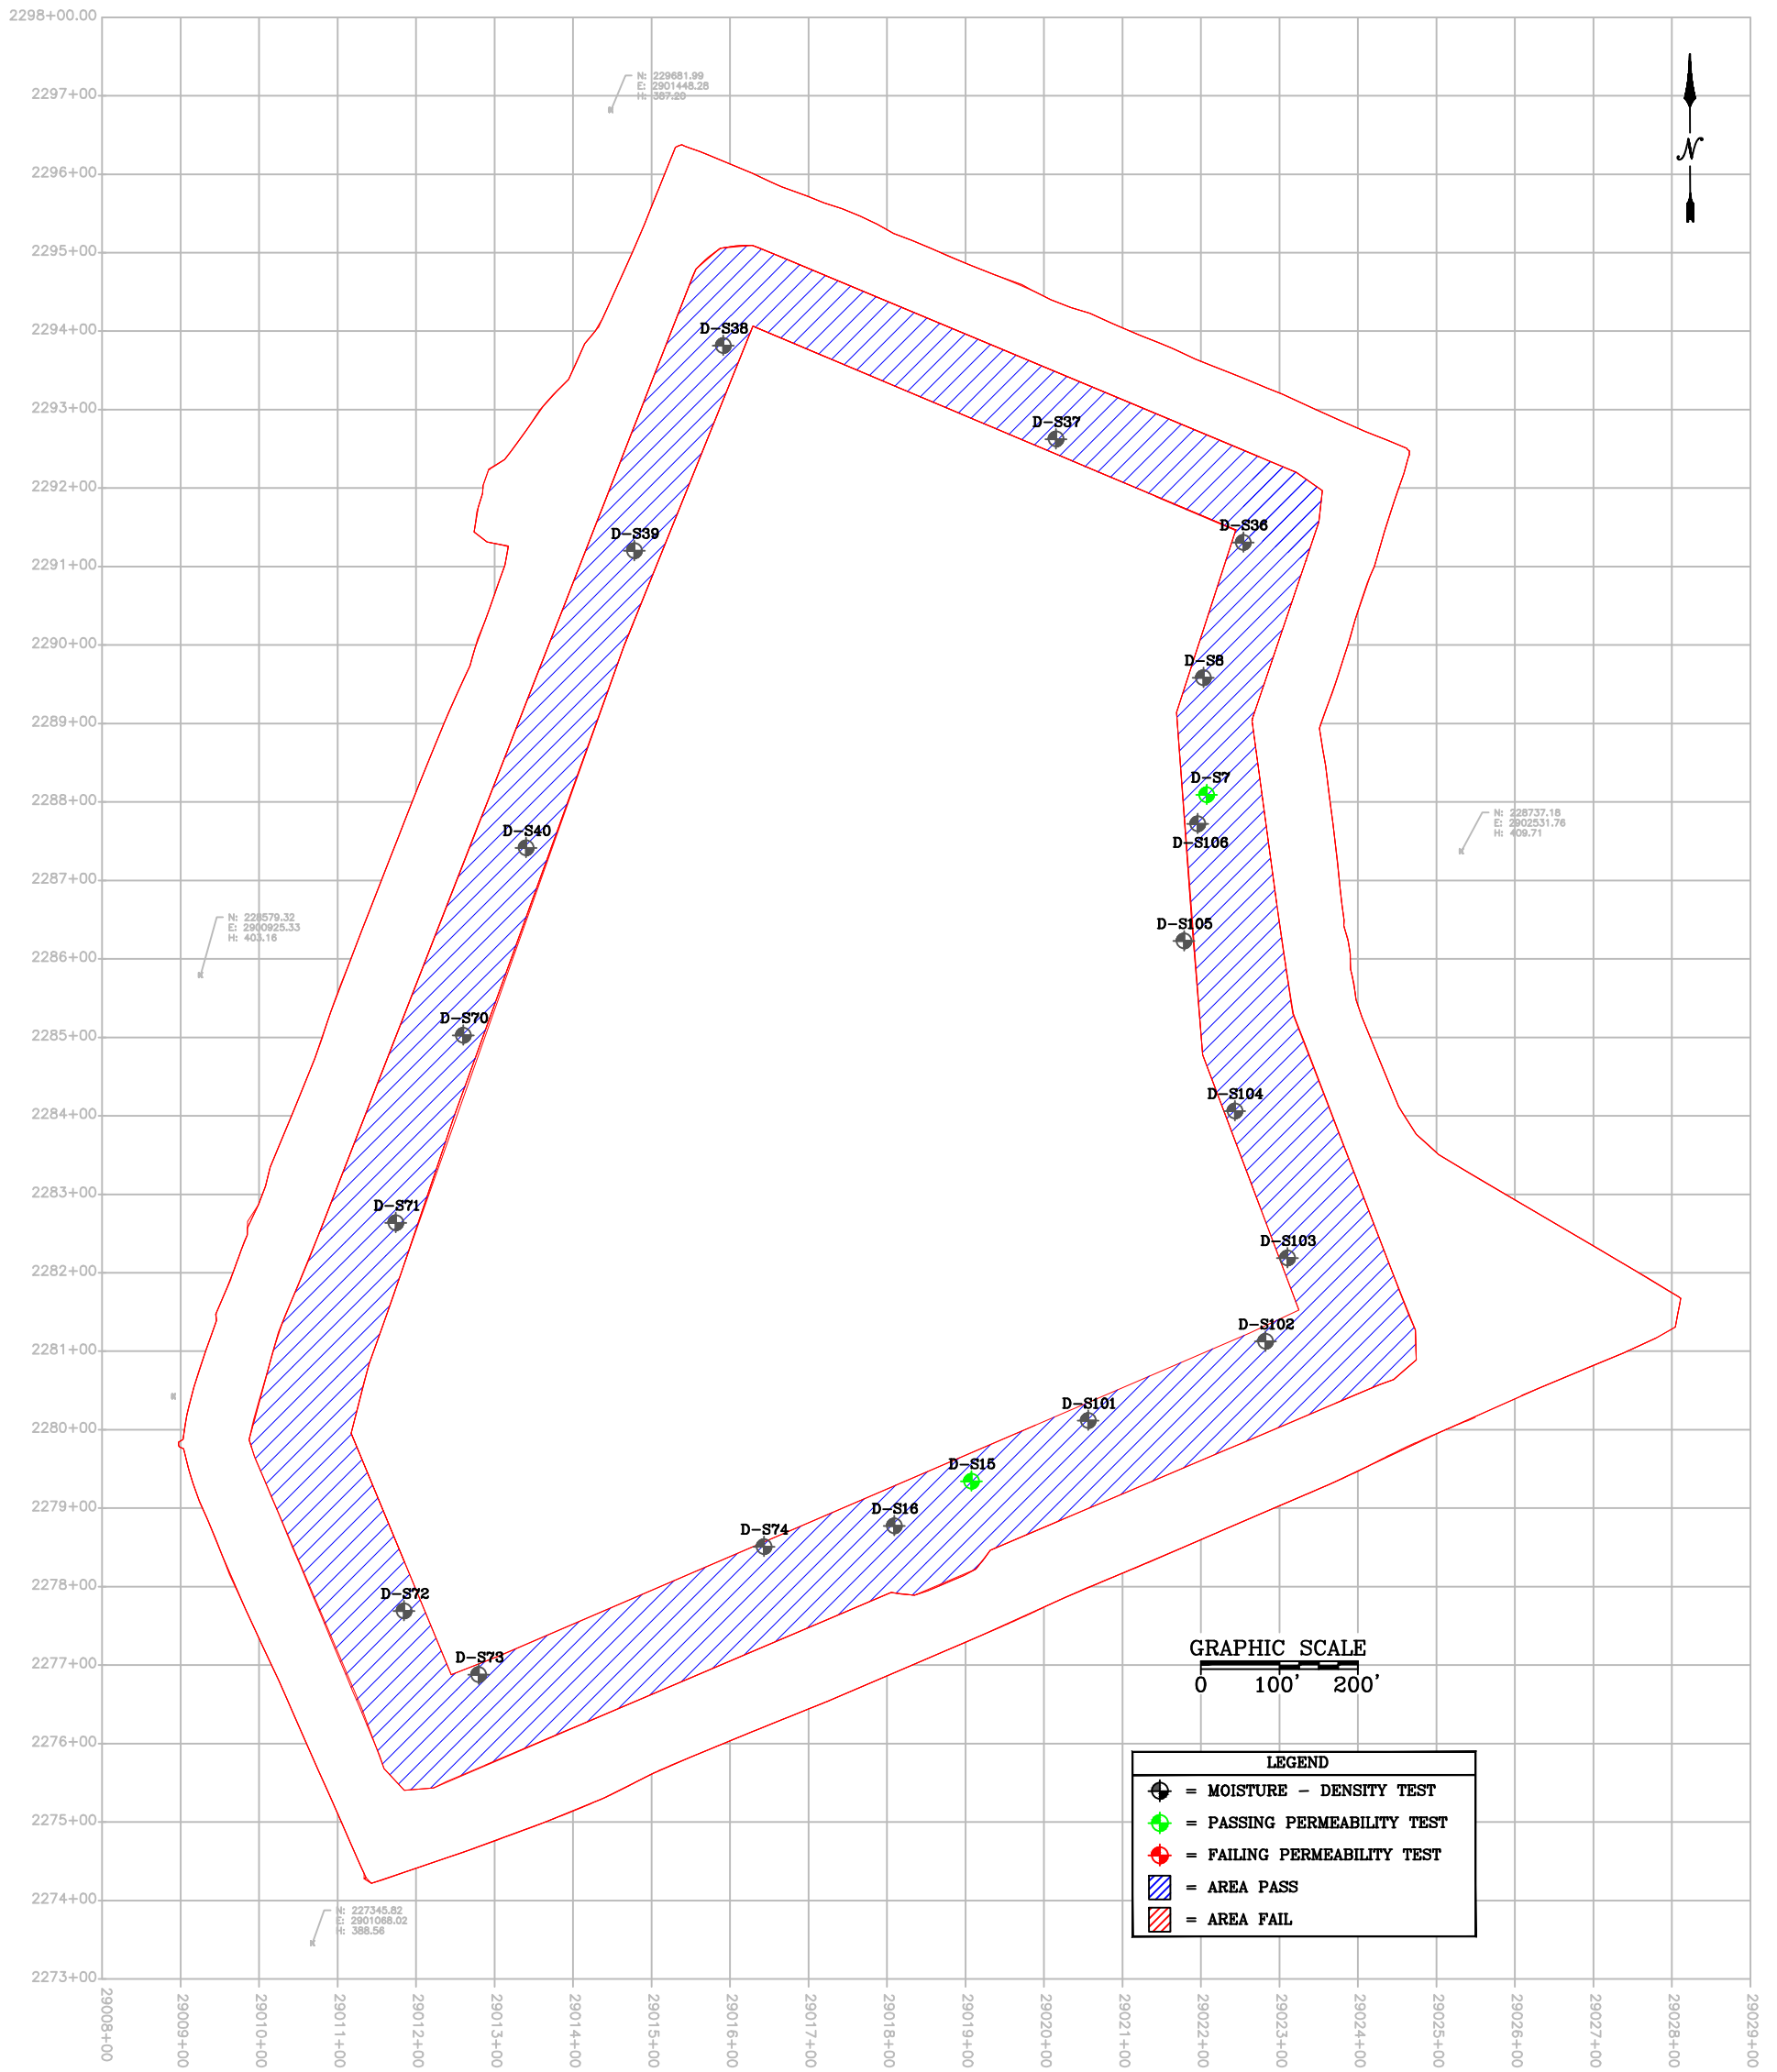 2298+00.00
2297+00
2296+00
2295+00
2294+00
2293+00
2292+00
2291+00
2290+00
2289+00
2288+00
2287+00
2286+00
2285+00
2284+00
2283+00
2282+00
2281+00
2280+00
2279+00
2278+00
2277+00
2276+00
2275+00
2274+00
2273+00
N: 229681.99
E: 2901448.28
H: 387.20
N
D-S38
D-S37
D-S36
D-S39
D-S8
D-S7
D-S106
D-S40
N: 228737.18
E: 2902531.76
H: 409.71
N: 228579.32
E: 2900925.33
H: 403.16
D-S105
D-S70
D-S104
D-S71
D-S103
D-S102
D-S101
D-S15
D-S16
D-S74
D-S72
D-S73
GRAPHIC SCALE
0 100' 200'
LEGEND
= MOISTURE - DENSITY TEST
= PASSING PERMEABILITY TEST
= FAILING PERMEABILITY TEST
= AREA PASS
= AREA FAIL
N: 227345.82
E: 2901068.02
H: 388.56
29008+00
29009+00
29010+00
29011+00
29012+00
29013+00
29014+00
29015+00
29016+00
29017+00
29018+00
29019+00
29020+00
29021+00
29022+00
29023+00
29024+00
29025+00
29026+00
29027+00
29028+00
29029+00